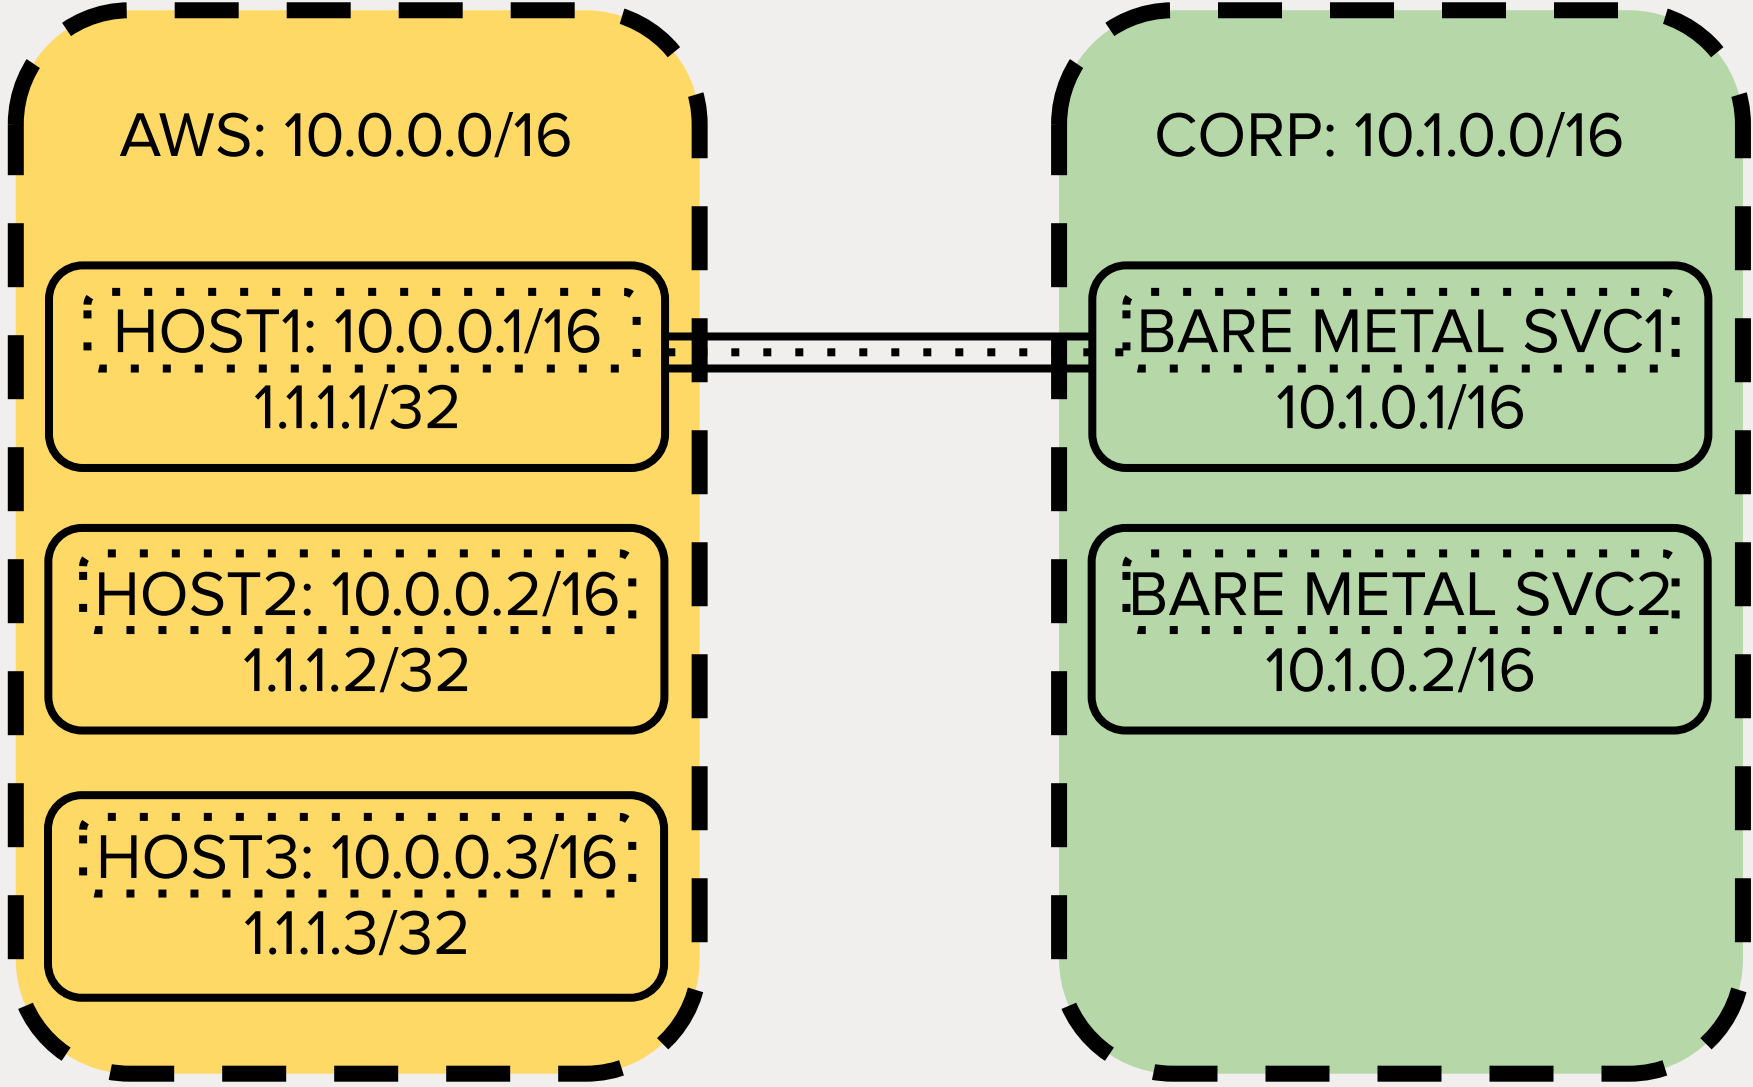 AWS: 10.0.0.0/16
HOST1: 10.0.0.1/16
1.1.1.1/32
HOST2: 10.0.0.2/16
1.1.1.2/32
HOST3: 10.0.0.3/16
1.1.1.3/32
CORP: 10.1.0.0/16
BARE METAL SVC1
10.1.0.1/16
BARE METAL SVC2
10.1.0.2/16